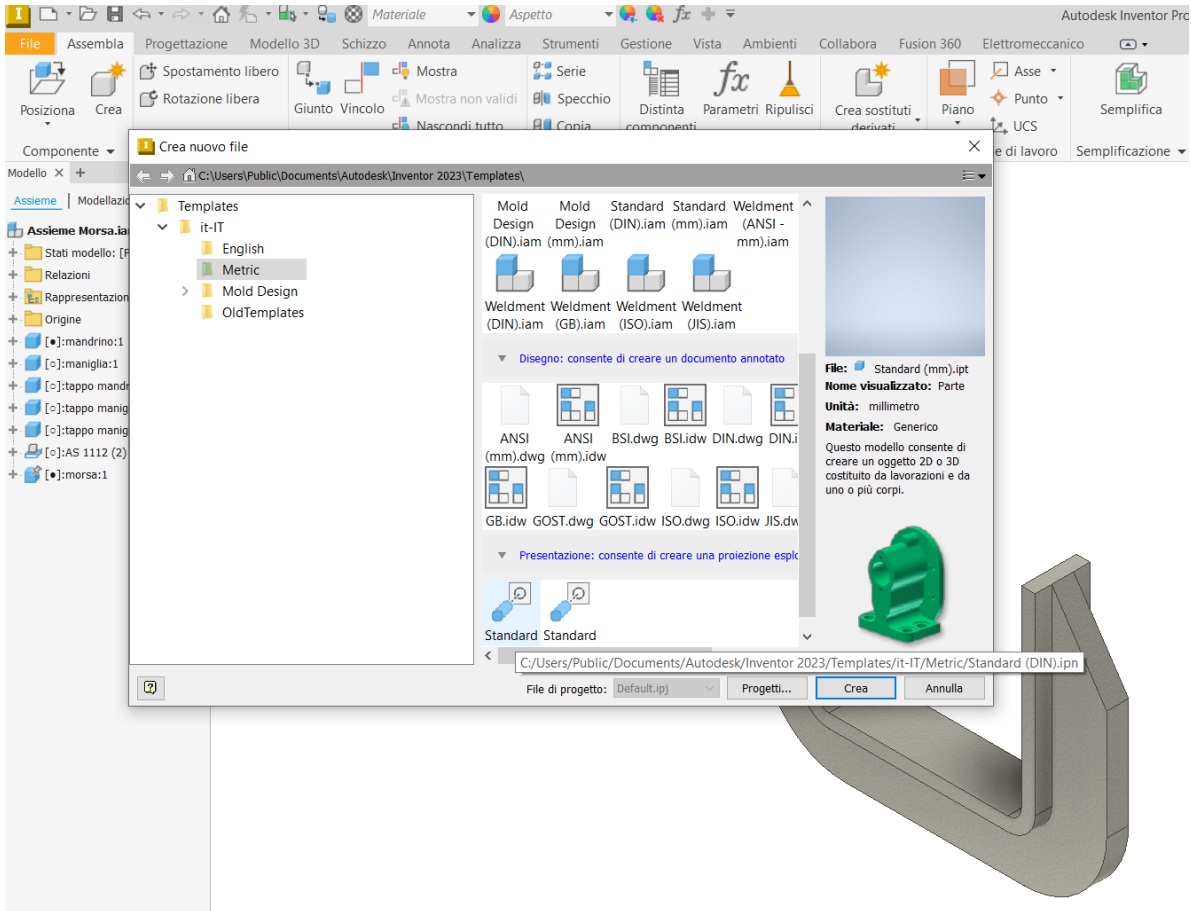 Materiale
Aspetto
fx
Autodesk Inventor Pro
File Assembla Progettazione Modello 3D Schizzo Annota Analizza Strumenti Gestione Vista Ambienti Collabora Fusion 360 Elettromeccanico
Spostamento libero
Rotazione libera
Posiziona
Crea
Giunto
Vincolo
Mostra
Mostra non validi
Nascondi tutto
Serie
Specchio
Copia
Distinta
componenti
fx
Parametri
Ripulisci
Crea sostituti
derivati
Piano
Asse
Punto
UCS
Semplifica
Componente
e di lavoro
Semplificazione
Modello
Assieme
Modellazio
Assieme Morsa.ia
Stati modello: [P
Relazioni
Rappresentazion
Origine
[●]:mandrino:1
[○]:maniglia:1
[○]:tappo mandr
[○]:tappo manig
[○]:tappo manig
[○]:AS 1112 (2)
[●]:morsa:1
Crea nuovo file
C:\Users\Public\Documents\Autodesk\Inventor 2023\Templates\
Templates
it-IT
English
Metric
Mold Design
OldTemplates
Mold Mold Standard Standard Weldment
Design Design (DIN).iam (mm).iam (ANSI -
(DIN).iam (mm).iam mm).iam
Weldment Weldment Weldment Weldment
(DIN).iam (GB).iam (ISO).iam (JIS).iam
Disegno: consente di creare un documento annotato
ANSI ANSI BSI.dwg BSI.idw DIN.dwg DIN.i
(mm).dwg (mm).idw
GB.idw GOST.dwg GOST.idw ISO.dwg ISO.idw JIS.dw
Presentazione: consente di creare una proiezione esplo
Standard Standard
C:/Users/Public/Documents/Autodesk/Inventor 2023/Templates/it-IT/Metric/Standard (DIN).ipn
File: Standard (mm).ipt
Nome visualizzato: Parte
Unità: millimetro
Materiale: Generico
Questo modello consente di
creare un oggetto 2D o 3D
costituito da lavorazioni e da
uno o più corpi.
File di progetto: Default.ipj
Progetti...
Crea
Annulla